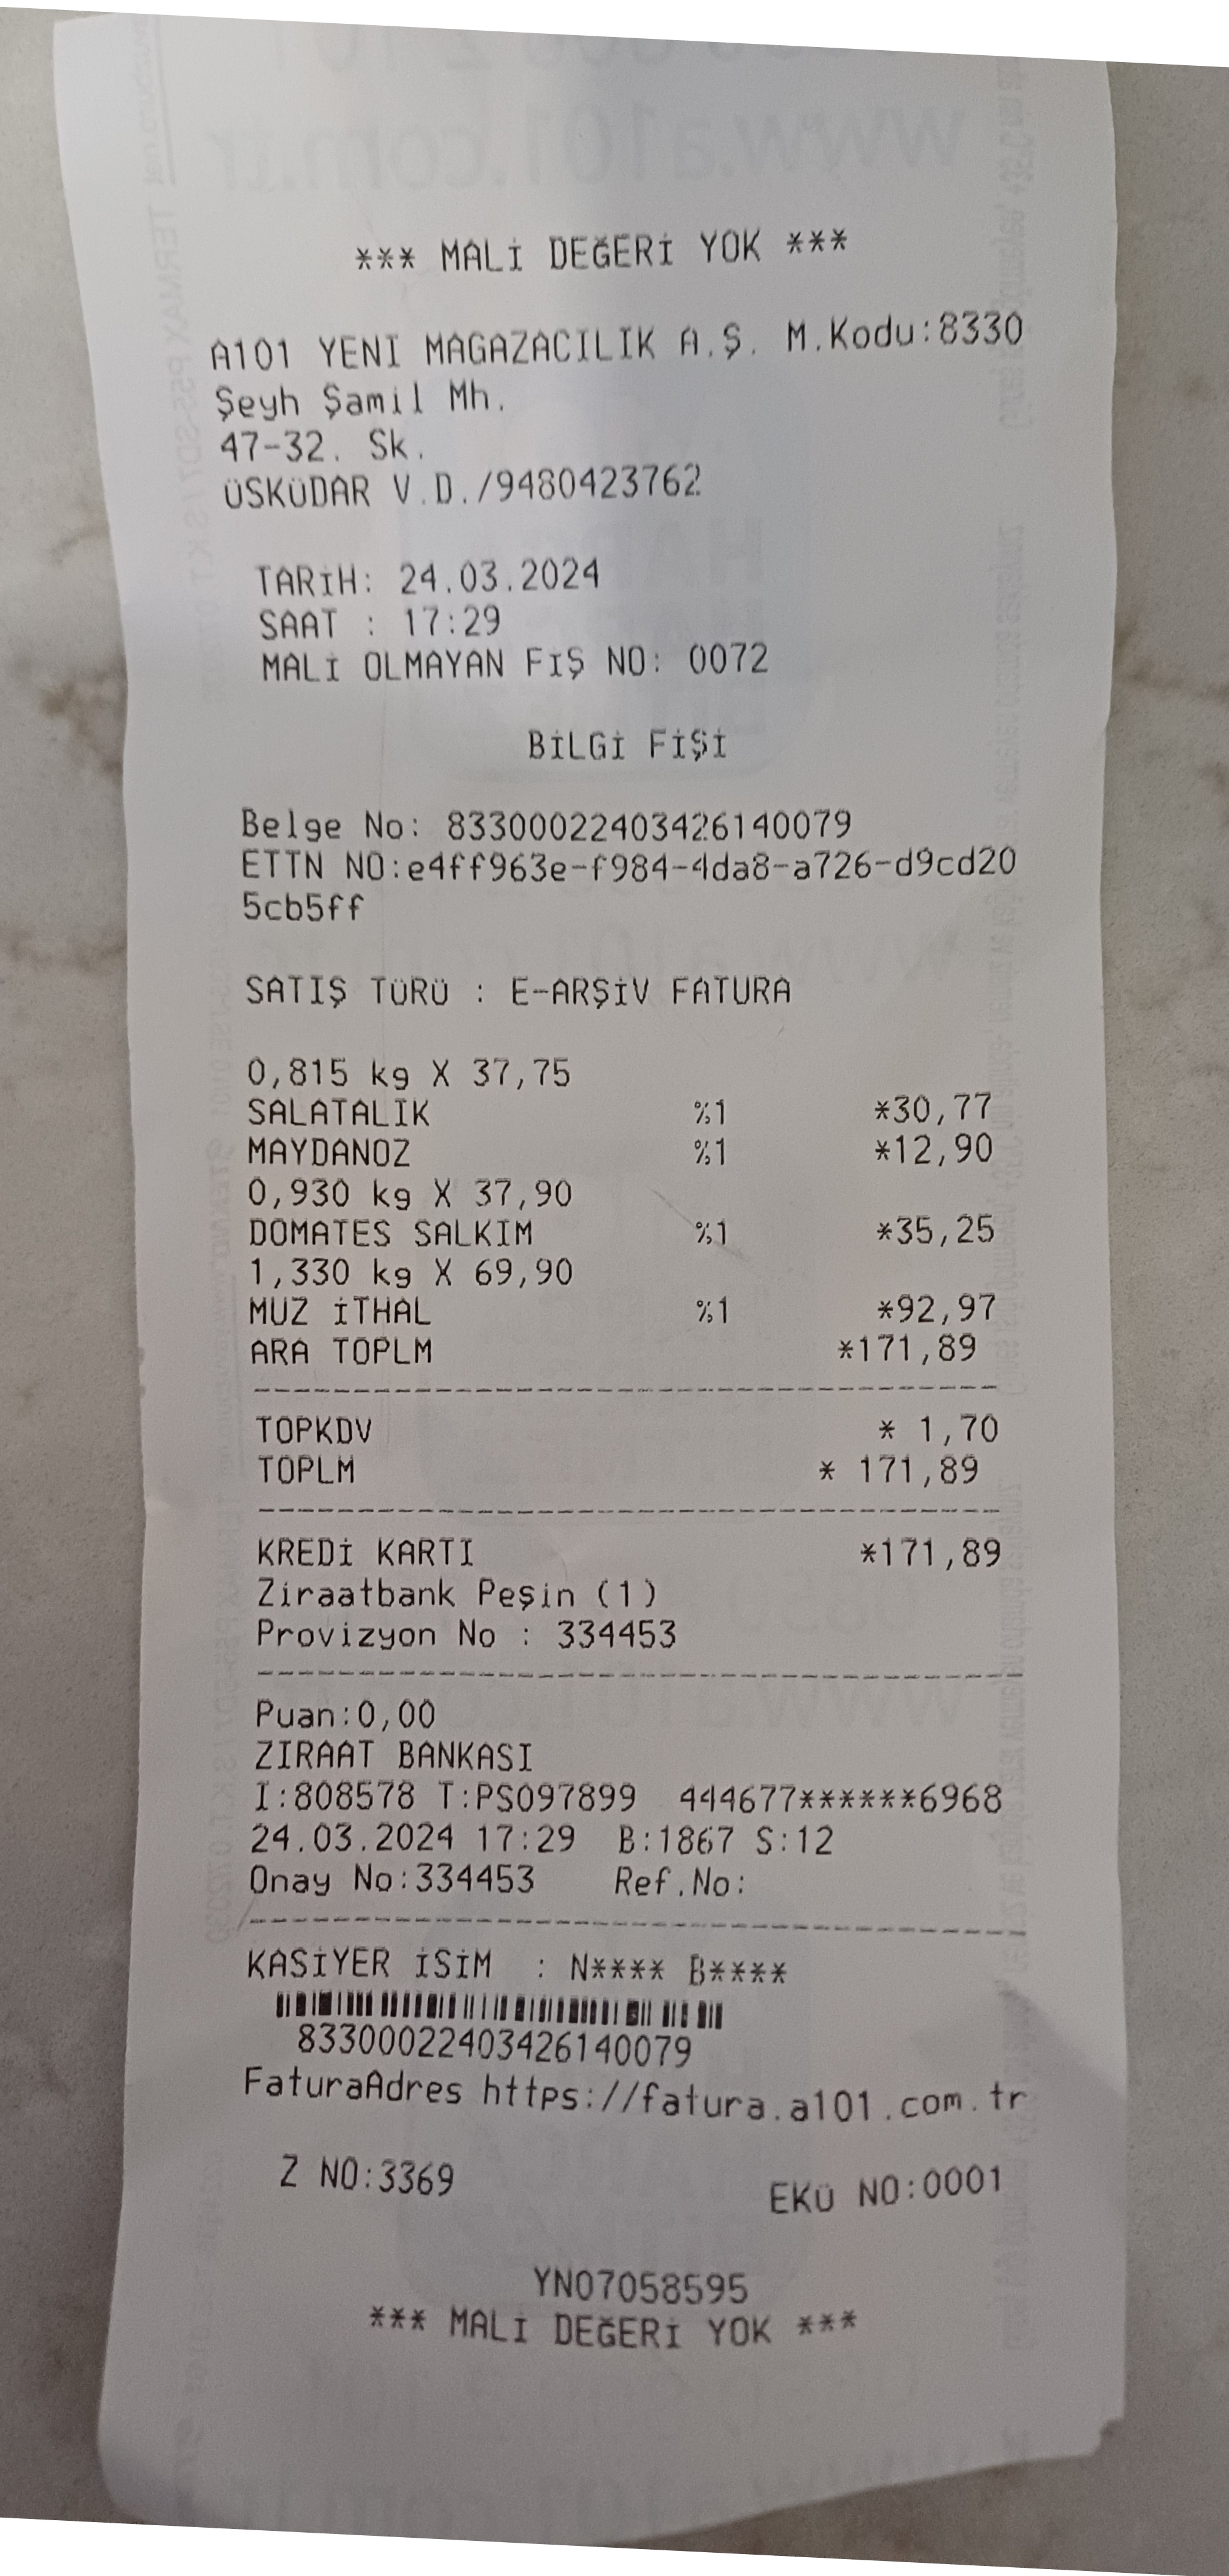 *** MALİ DEĞERİ YOK ***
A101 YENI MAGAZACILIK A.Ş. M.Kodu:8330
Şeyh Şamil Mh.
47-32. Sk.
ÜSKÜDAR V.D./9480423762
TARİH: 24.03.2024
SAAT : 17:29
MALİ OLMAYAN FİŞ NO: 0072
BİLGİ FİŞİ
Belge No: 83300022403426140079
ETTN NO:e4ff963e-f984-4da8-a726-d9cd20
5cb5ff
SATIŞ TÜRÜ : E-ARŞİV FATURA
0,815 kg X 37,75
SALATALIK %1 *30,77
MAYDANOZ %1 *12,90
0,930 kg X 37,90
DOMATES SALKIM %1 *35,25
1,330 kg X 69,90
MUZ İTHAL %1 *92,97
ARA TOPLM *171,89
TOPKDV * 1,70
TOPLM * 171,89
KREDİ KARTI *171,89
Ziraatbank Peşin (1)
Provizyon No : 334453
Puan:0,00
ZIRAAT BANKASI
I:808578 T:PS097899 444677******6968
24.03.2024 17:29 B:1867 S:12
Onay No:334453 Ref.No:
KASİYER İSİM : N**** B****
83300022403426140079
FaturaAdres https://fatura.a101.com.tr
Z NO:3369 EKÜ NO:0001
YN07058595
*** MALİ DEĞERİ YOK ***